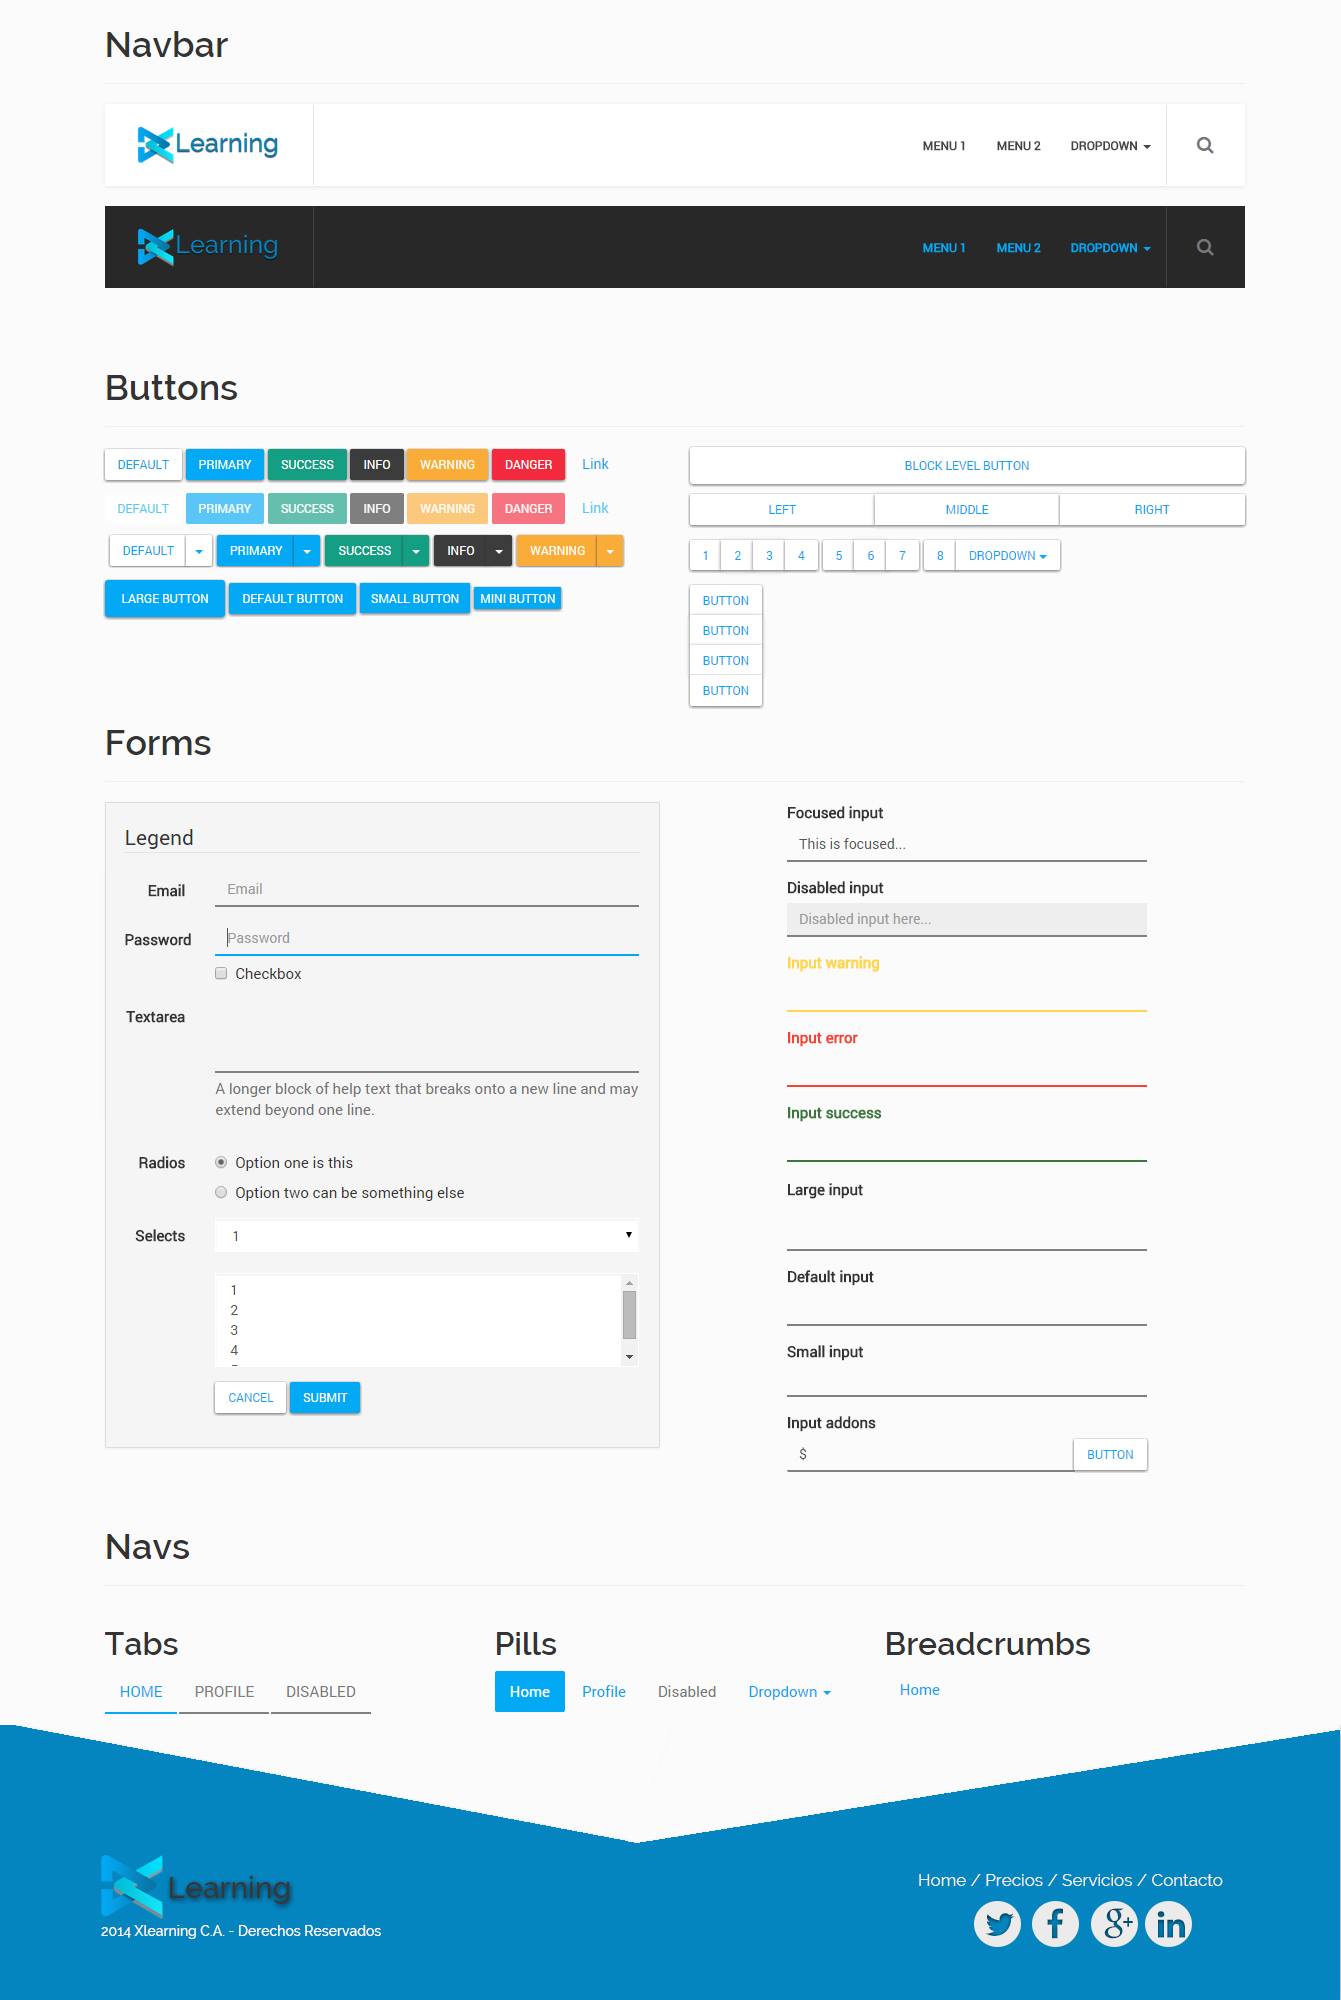 Navbar
Learning
MENU 1 MENU 2 DROPDOWN
Learning
MENU 1 MENU 2 DROPDOWN
Buttons
DEFAULT PRIMARY SUCCESS INFO WARNING DANGER Link
DEFAULT PRIMARY SUCCESS INFO WARNING DANGER Link
DEFAULT PRIMARY SUCCESS INFO WARNING
LARGE BUTTON DEFAULT BUTTON SMALL BUTTON MINI BUTTON
BLOCK LEVEL BUTTON
LEFT MIDDLE RIGHT
1 2 3 4 5 6 7 8 DROPDOWN
BUTTON
BUTTON
BUTTON
BUTTON
Forms
Legend
Email Email
Password Password
Checkbox
Textarea
A longer block of help text that breaks onto a new line and may
extend beyond one line.
Radios Option one is this
Option two can be something else
Selects 1
1
2
3
4
CANCEL SUBMIT
Focused input
This is focused...
Disabled input
Disabled input here...
Input warning
Input error
Input success
Large input
Default input
Small input
Input addons
$ BUTTON
Navs
Tabs
HOME PROFILE DISABLED
Pills
Home Profile Disabled Dropdown
Breadcrumbs
Home
Learning
2014 Xlearning C.A. - Derechos Reservados
Home / Precios / Servicios / Contacto